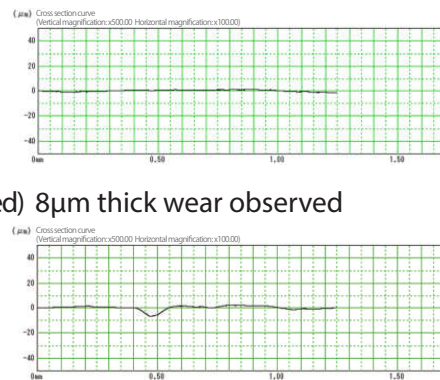 (μm) Cross section curve
(Vertical magnification: x500.00 Horizontal magnification: x100.00)
40
20
0
-20
-40
0mm 0.50 1.00 1.50
ed) 8μm thick wear observed
(μm) Cross section curve
(Vertical magnification: x500.00 Horizontal magnification: x100.00)
40
20
0
-20
-40
0mm 0.50 1.00 1.50